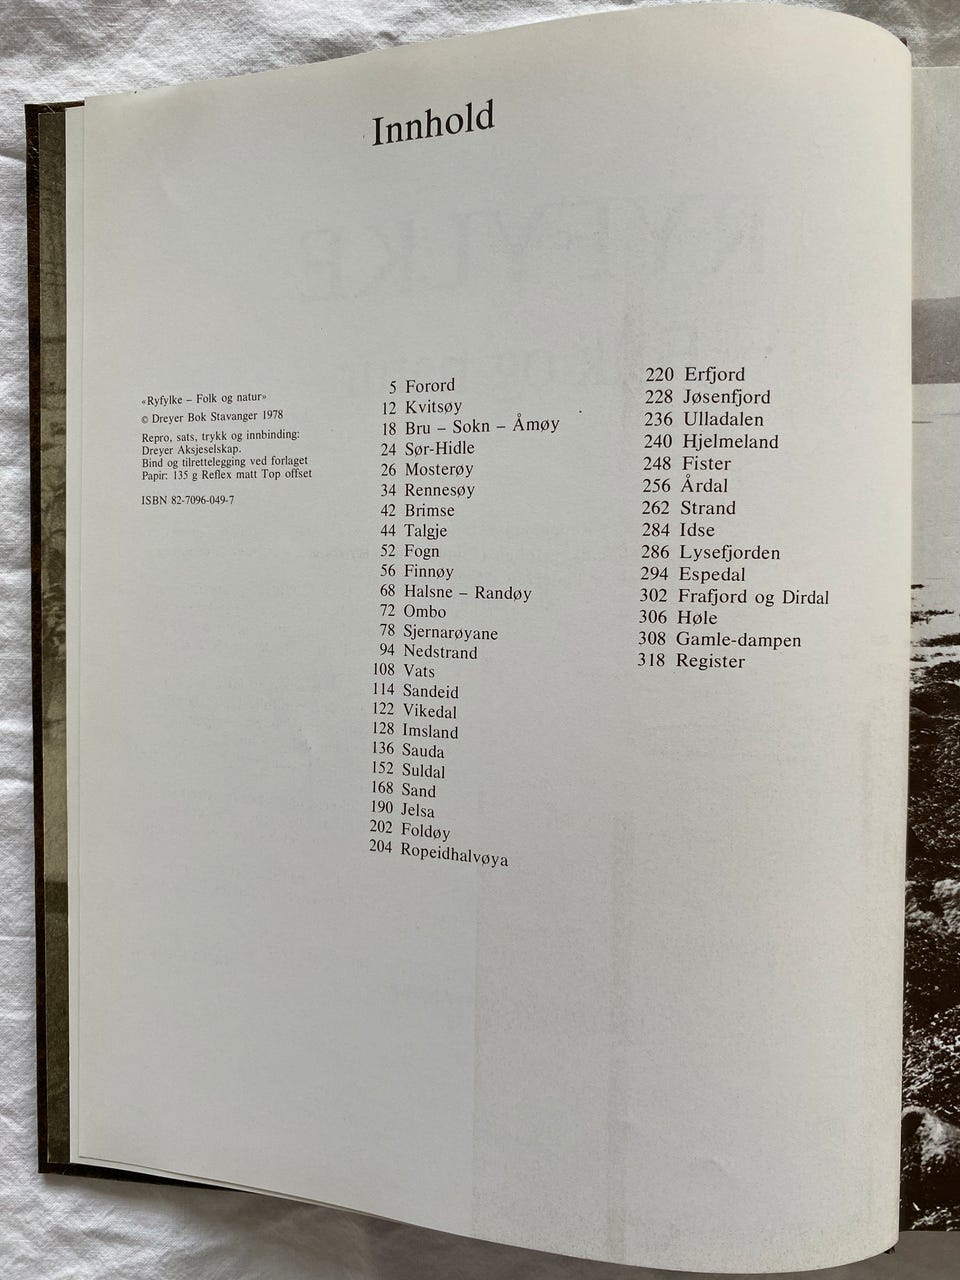 Innhold
«Ryfylke – Folk og natur»
© Dreyer Bok Stavanger 1978
Repro, sats, trykk og innbinding:
Dreyer Aksjeselskap.
Bind og tilrettelegging ved forlaget
Papir: 135 g Reflex matt Top offset
ISBN 82-7096-049-7
5 Forord
12 Kvitsøy
18 Bru – Sokn – Åmøy
24 Sør-Hidle
26 Mosterøy
34 Rennesøy
42 Brimse
44 Talgje
52 Fogn
56 Finnøy
68 Halsne – Randøy
72 Ombo
78 Sjernarøyane
94 Nedstrand
108 Vats
114 Sandeid
122 Vikedal
128 Imsland
136 Sauda
152 Suldal
168 Sand
190 Jelsa
202 Foldøy
204 Ropeidhalvøya
220 Erfjord
228 Jøsenfjord
236 Ulladalen
240 Hjelmeland
248 Fister
256 Årdal
262 Strand
284 Idse
286 Lysefjorden
294 Espedal
302 Frafjord og Dirdal
306 Høle
308 Gamle-dampen
318 Register